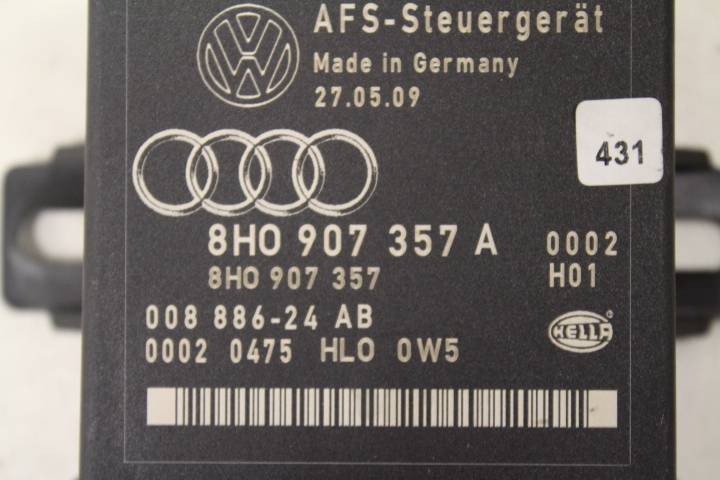 AFS-Steuergerät
Made in Germany
27.05.09
431
8H0 907 357 A 0002
8H0 907 357 H01
008 886-24 AB
0002 0475 HL0 0W5
HELLA